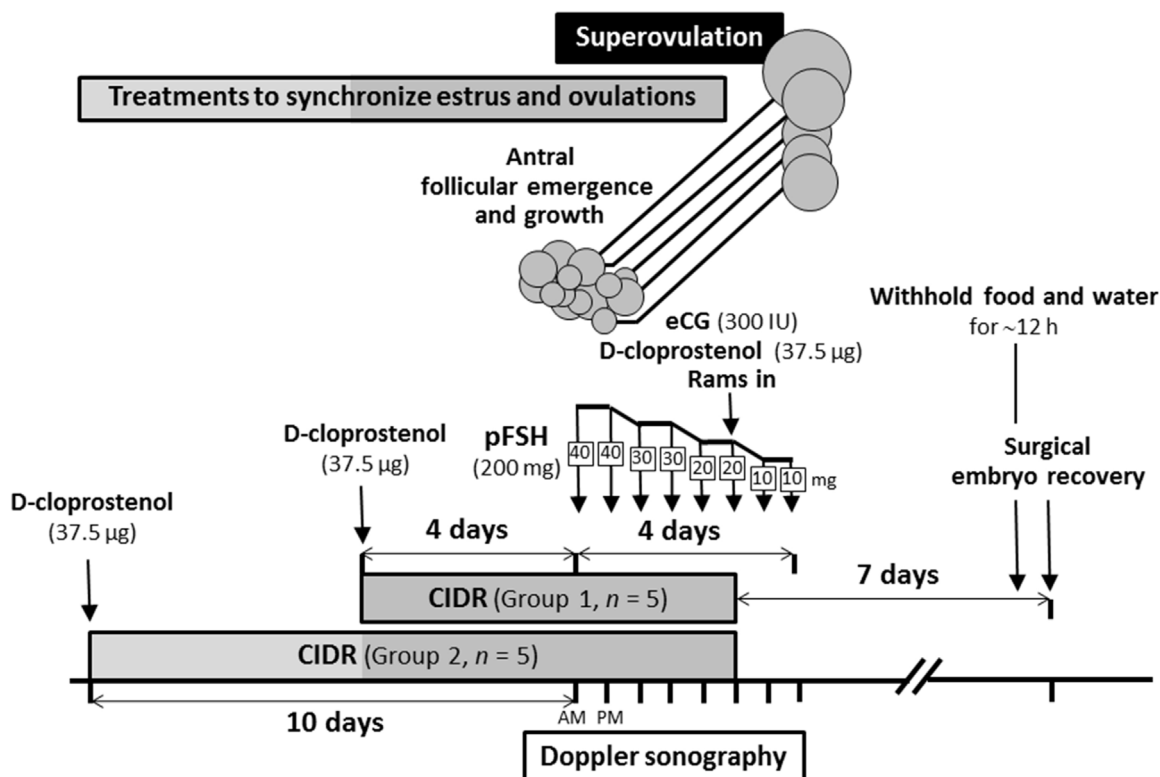 Superovulation
Treatments to synchronize estrus and ovulations
Antral
follicular emergence
and growth
Withhold food and water
for ~12 h
eCG (300 IU)
D-cloprostenol (37.5 µg)
Rams in
D-cloprostenol
(37.5 µg)
pFSH
(200 mg)
40 40 30 30 20 20 10 10 mg
Surgical
embryo recovery
D-cloprostenol
(37.5 µg)
4 days
4 days
7 days
CIDR (Group 1, n = 5)
CIDR (Group 2, n = 5)
10 days
AM PM
Doppler sonography